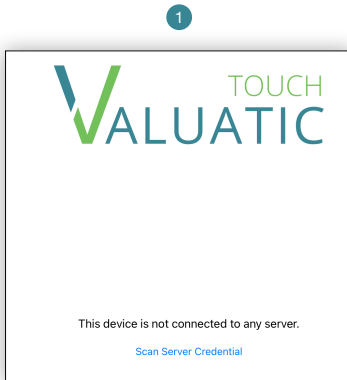 1
TOUCH
VALUATIC
This device is not connected to any server.
Scan Server Credential